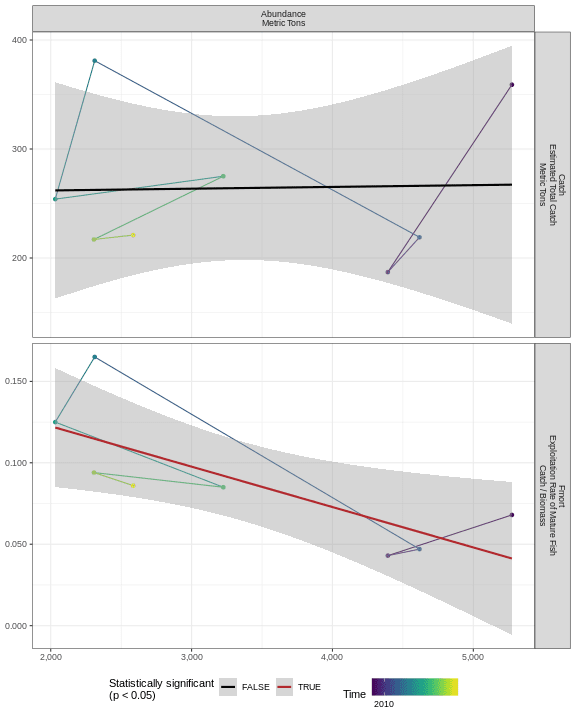 Abundance
Metric Tons
400
300
200
Catch
Estimated Total Catch
Metric Tons
0.150
0.100
0.050
0.000
Fmort
Exploitation Rate of Mature Fish
Catch / Biomass
2,000
3,000
4,000
5,000
Statistically significant
(p < 0.05)
FALSE
TRUE
Time
2010